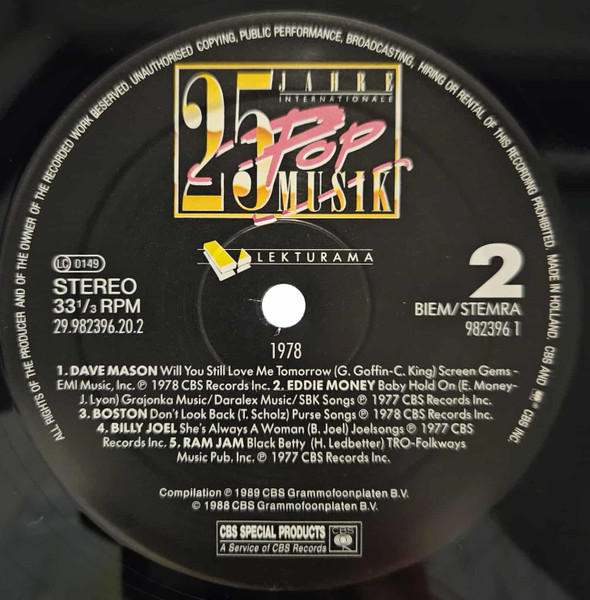 ALL RIGHTS OF THE PRODUCER AND OF THE OWNER OF THE RECORDED WORK RESERVED. UNAUTHORISED COPYING, PUBLIC PERFORMANCE, BROADCASTING, HIRING OR RENTAL OF THIS RECORDING PROHIBITED. MADE IN HOLLAND. CBS AND
CBS INC.
25 JAHRE
INTERNATIONALE
Pop
MUSIK
LEKTURAMA
LC 0149
STEREO
33 1/3 RPM
29.982396.20.2
2
BIEM/STEMRA
982396 1
1978
1. DAVE MASON Will You Still Love Me Tomorrow (G. Goffin-C. King) Screen Gems -
EMI Music, Inc. ℗ 1978 CBS Records Inc. 2. EDDIE MONEY Baby Hold On (E. Money-
J. Lyon) Grajonka Music/Daralex Music/SBK Songs ℗ 1977 CBS Records Inc.
3. BOSTON Don't Look Back (T. Scholz) Purse Songs ℗ 1978 CBS Records Inc.
4. BILLY JOEL She's Always A Woman (B. Joel) Joelsongs ℗ 1977 CBS
Records Inc. 5. RAM JAM Black Betty (H. Ledbetter) TRO-Folkways
Music Pub. Inc. ℗ 1977 CBS Records Inc.
Compilation ℗ 1989 CBS Grammofoonplaten B.V.
© 1988 CBS Grammofoonplaten B.V.
CBS SPECIAL PRODUCTS
A Service of CBS Records
CBS